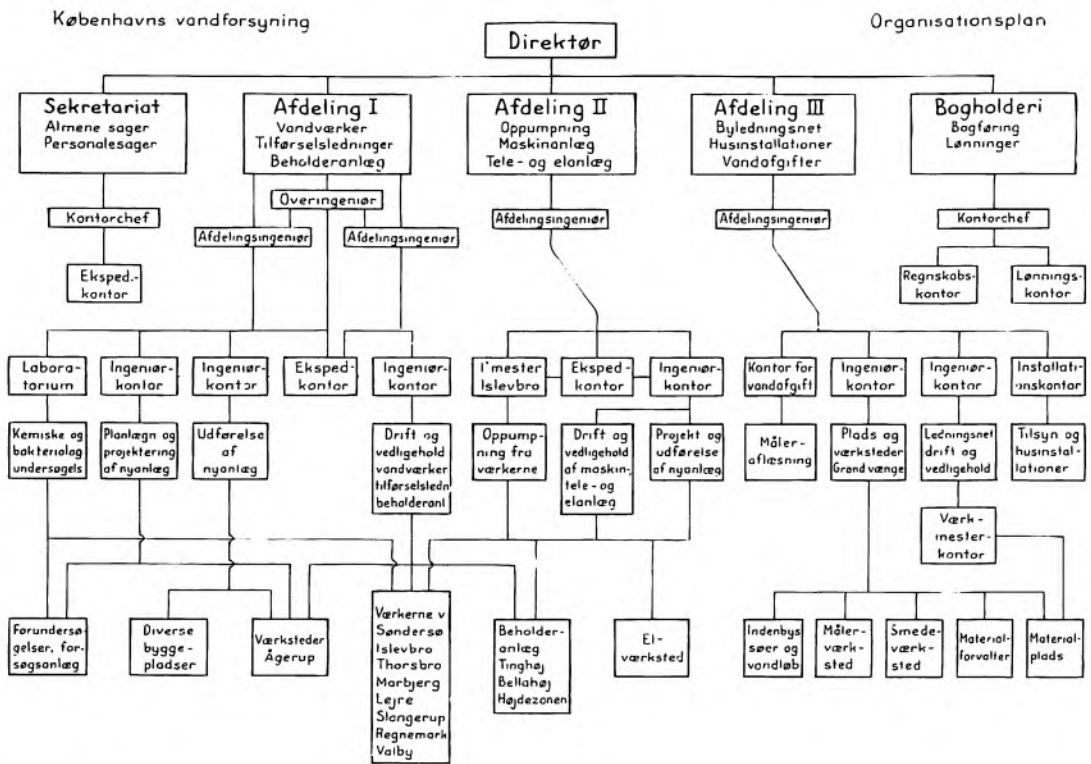 Københavns vandforsyning
Organisationsplan
Direktør
Sekretariat
Almene sager
Personalesager
Afdeling I
Vandværker
Tilførselsledninger
Beholderanlæg
Afdeling II
Oppumpning
Maskinanlæg
Tele- og elanlæg
Afdeling III
Byledningsnet
Husinstallationer
Vandafgifter
Bogholderi
Bogføring
Lønninger
Kontorchef
Overingeniør
Afdelingsingeniør
Afdelingsingeniør
Afdelingsingeniør
Afdelingsingeniør
Kontorchef
Eksped.-
kontor
Regnskabs-
kontor
Lønnings-
kontor
Labora-
torium
Ingeniør-
kontor
Ingeniør-
kontor
Eksped-
kontor
Ingeniør-
kontor
I'mester
Islevbro
Eksped-
kontor
Ingeniør-
kontor
Kontor for
vandafgift
Ingeniør-
kontor
Ingeniør-
kontor
Installati-
onskontor
Kemiske og
bakteriolog
undersøgels
Planlægn og
projektering
af nyanlæg
Udførelse
af
nyanlæg
Drift og
vedligehold
vandværker
tilførselsledn
beholderanl
Oppump-
ning fra
værkerne
Drift og
vedligehold
af maskin-
tele- og
elanlæg
Projekt og
udførelse
af nyanlæg
Måler-
aflæsning
Plads og
værksteder
Grønd vænge
Ledningsnet
drift og
vedligehold
Tilsyn og
husinstal-
lationer
Værk-
mester-
kontor
Forundersø-
gelser, for-
søgsanlæg
Diverse
bygge-
pladser
Værksteder
Ågerup
Værkerne v
Søndersø
Islevbro
Thorsbro
Marbjerg
Lejre
Slangerup
Regnemark
Valby
Beholder-
anlæg
Tinghøj
Bellahøj
Højdezonen
El-
værksted
Indenbys
søer og
vandløb
Måler-
værk-
sted
Smede-
værk-
sted
Material-
forvalter
Material-
plads